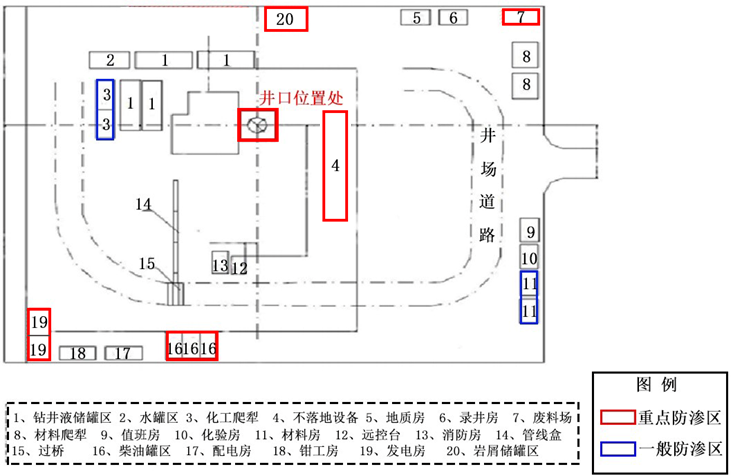 20
5 6 7
2 1 1
8
8
3 1 1
3
井口位置处
4
井场道路
14
9
13 12
10
15
11
11
19
19
18 17 16 16 16
图 例
重点防渗区
一般防渗区
1、钻井液储罐区 2、水罐区 3、化工爬犁 4、不落地设备 5、地质房 6、录井房 7、废料场
8、材料爬犁 9、值班房 10、化验房 11、材料房 12、远控台 13、消防房 14、管线盒
15、过桥 16、柴油罐区 17、配电房 18、钳工房 19、发电房 20、岩屑储罐区